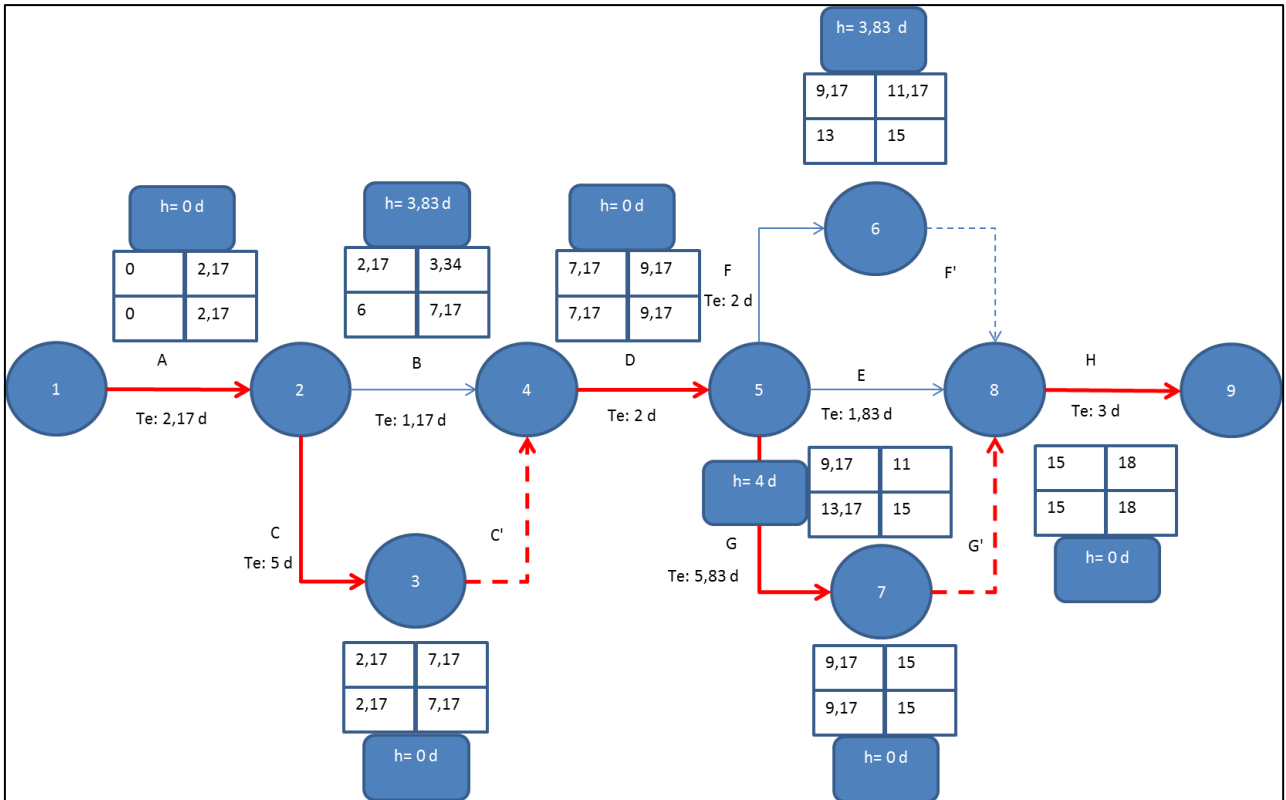 h= 3,83 d
9,17 11,17
13 15
h= 0 d
0 2,17
0 2,17
A
h= 3,83 d
2,17 3,34
6 7,17
B
h= 0 d
7,17 9,17
7,17 9,17
D
F
Te: 2 d
6
F'
1
Te: 2,17 d
2
Te: 1,17 d
4
Te: 2 d
5
E
Te: 1,83 d
8
H
Te: 3 d
9
C
Te: 5 d
3
C'
h= 4 d
9,17 11
13,17 15
G
Te: 5,83 d
7
G'
15 18
15 18
h= 0 d
2,17 7,17
2,17 7,17
h= 0 d
9,17 15
9,17 15
h= 0 d